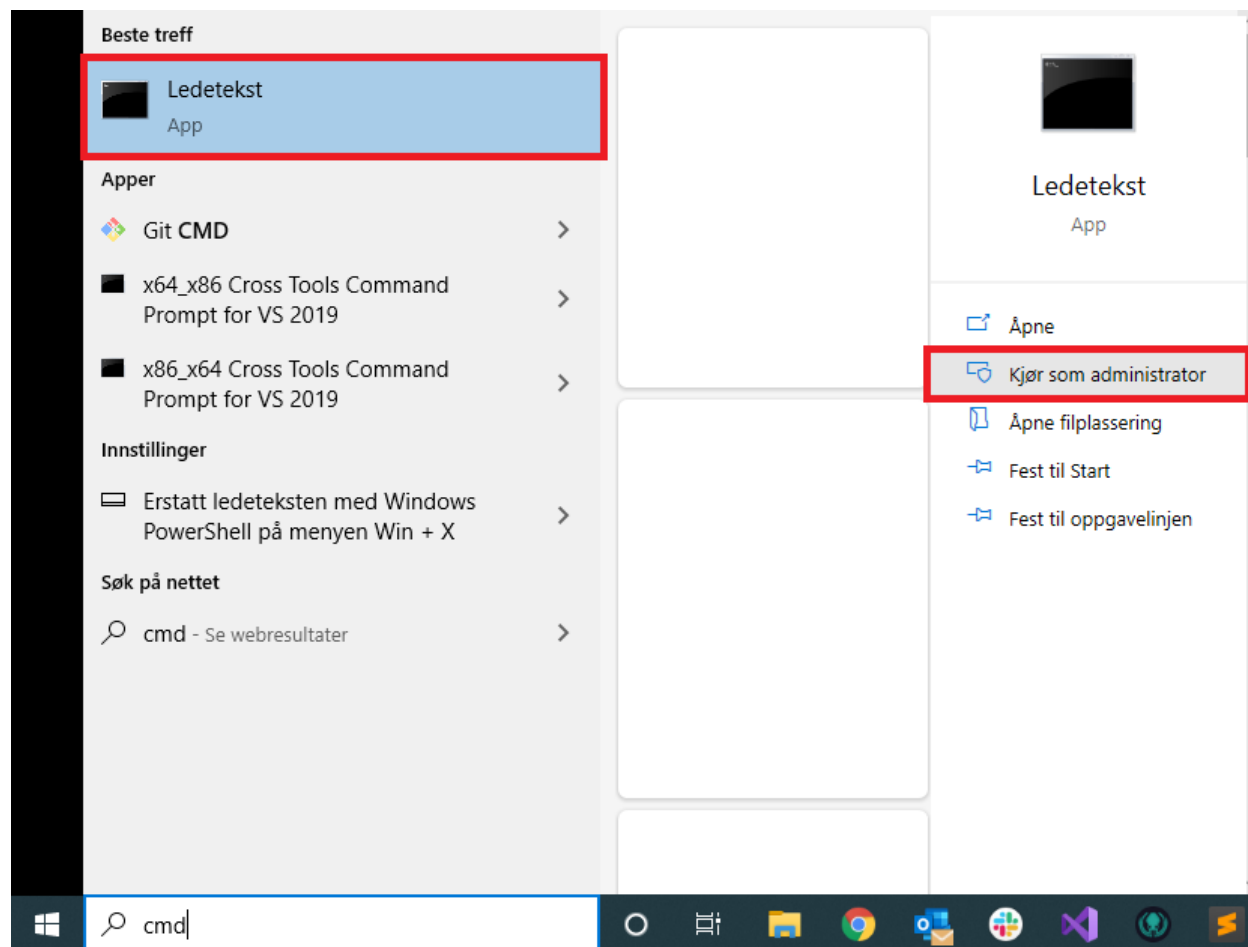 Beste treff
Ledetekst
App
Apper
Git CMD
x64_x86 Cross Tools Command
Prompt for VS 2019
x86_x64 Cross Tools Command
Prompt for VS 2019
Innstillinger
Erstatt ledeteksten med Windows
PowerShell på menyen Win + X
Søk på nettet
cmd - Se webresultater
Ledetekst
App
Åpne
Kjør som administrator
Åpne filplassering
Fest til Start
Fest til oppgavelinjen
cmd